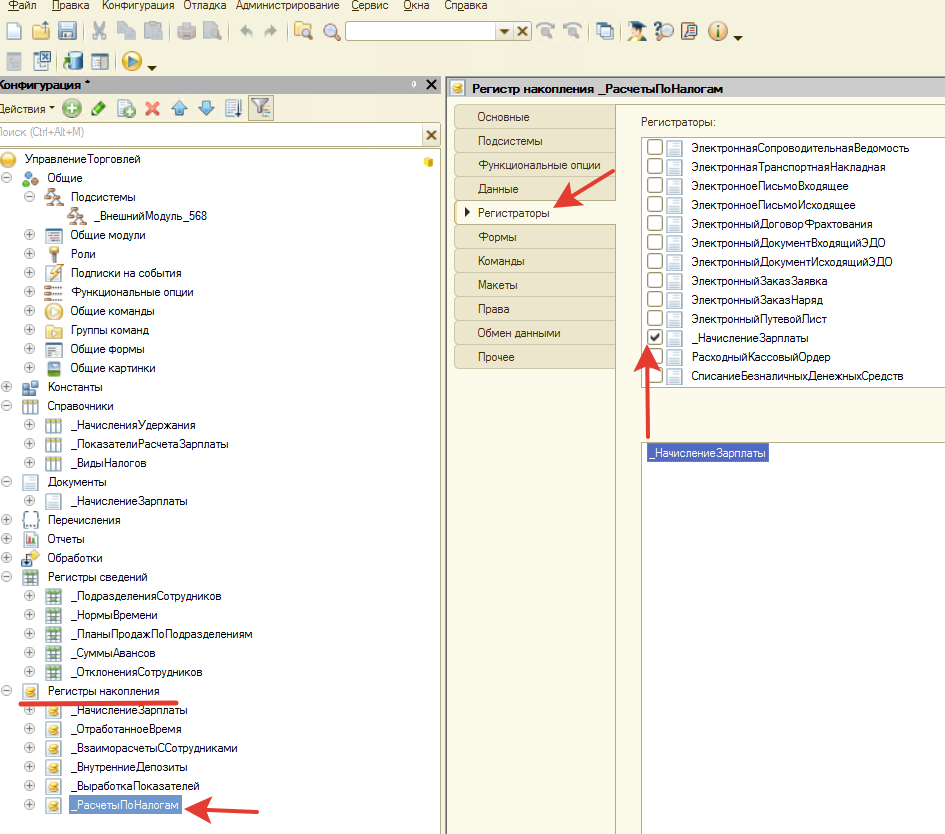 Файл Правка Конфигурация Отладка Администрирование Сервис Окна Справка
Конфигурация *
Действия
Поиск (Ctrl+Alt+M)
УправлениеТорговлей
Общие
Подсистемы
_ВнешнийМодуль_568
Общие модули
Роли
Подписки на события
Функциональные опции
Общие команды
Группы команд
Общие формы
Общие картинки
Константы
Справочники
_НачисленияУдержания
_ПоказателиРасчетаЗарплаты
_ВидыНалогов
Документы
_НачислениеЗарплаты
Перечисления
Отчеты
Обработки
Регистры сведений
_ПодразделенияСотрудников
_НормыВремени
_ПланыПродажПоПодразделениям
_СуммыАвансов
_ОтклоненияСотрудников
Регистры накопления
_НачислениеЗарплаты
_ОтработанноеВремя
_ВзаиморасчетыССотрудниками
_ВнутренниеДепозиты
_ВыработкаПоказателей
_РасчетыПоНалогам
Регистр накопления _РасчетыПоНалогам
Основные
Подсистемы
Функциональные опции
Данные
Регистраторы
Формы
Команды
Макеты
Права
Обмен данными
Прочее
Регистраторы:
ЭлектроннаяСопроводительнаяВедомость
ЭлектроннаяТранспортнаяНакладная
ЭлектронноеПисьмоВходящее
ЭлектронноеПисьмоИсходящее
ЭлектронныйДоговорФрахтования
ЭлектронныйДокументВходящийЭДО
ЭлектронныйДокументИсходящийЭДО
ЭлектронныйЗаказЗаявка
ЭлектронныйЗаказНаряд
ЭлектронныйПутевойЛист
_НачислениеЗарплаты
РасходныйКассовыйОрдер
СписаниеБезналичныхДенежныхСредств
_НачислениеЗарплаты